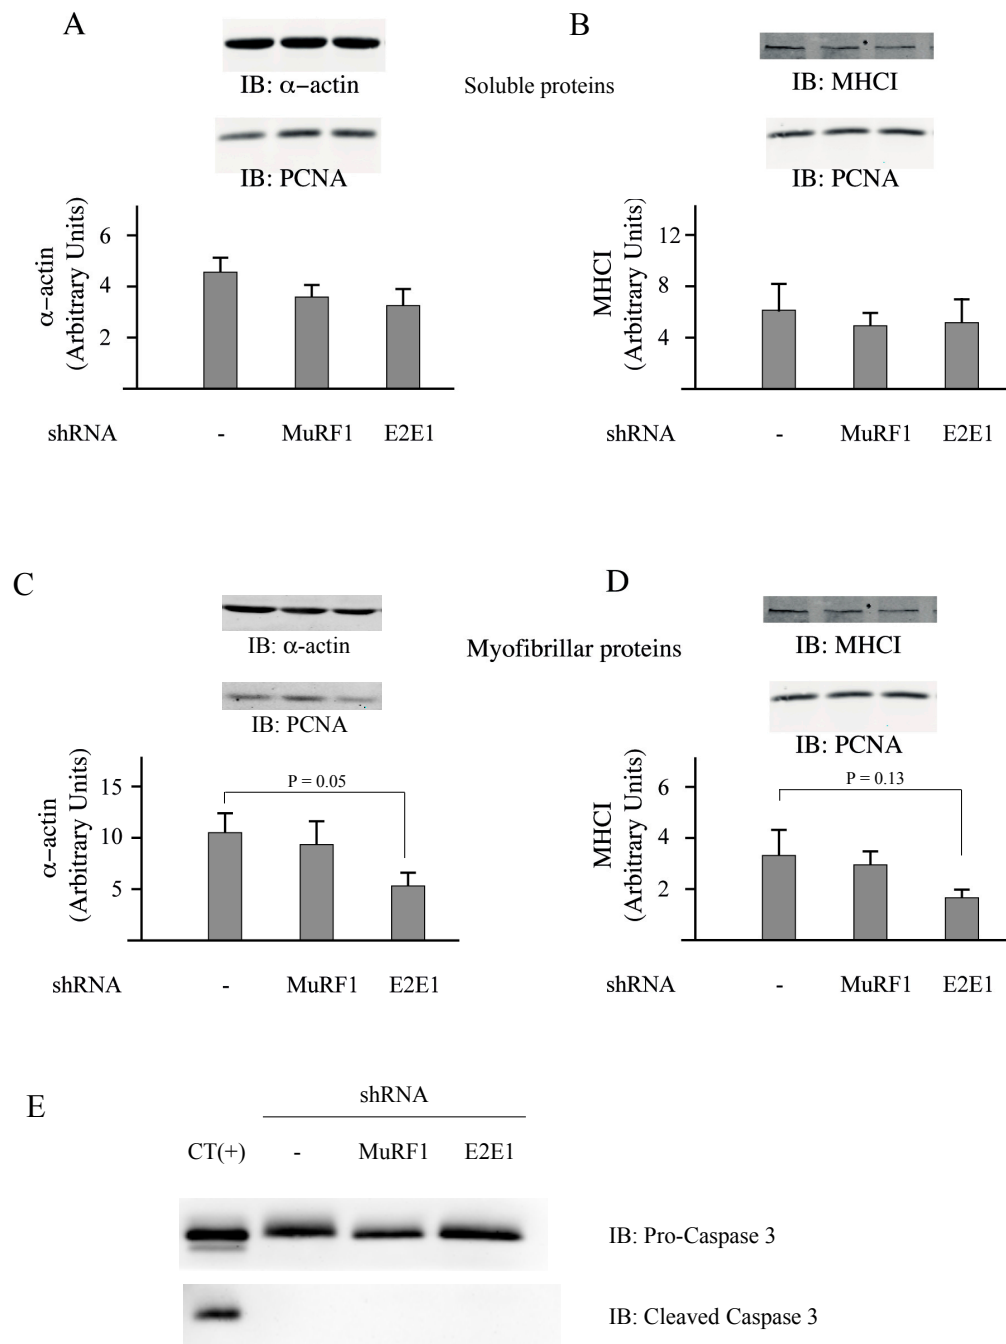 A
IB: α−actin
IB: PCNA
α−actin
(Arbitrary Units)
6
4
2
shRNA - MuRF1 E2E1
Soluble proteins
B
IB: MHCI
IB: PCNA
MHCI
(Arbitrary Units)
12
8
4
shRNA - MuRF1 E2E1
C
IB: α-actin
IB: PCNA
α−actin
(Arbitrary Units)
15
10
5
P = 0.05
shRNA - MuRF1 E2E1
Myofibrillar proteins
D
IB: MHCI
IB: PCNA
MHCI
(Arbitrary Units)
6
4
2
P = 0.13
shRNA - MuRF1 E2E1
E
shRNA
CT(+) - MuRF1 E2E1
IB: Pro-Caspase 3
IB: Cleaved Caspase 3